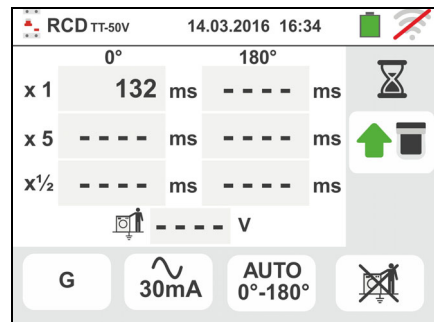 RCD TT-50V 14.03.2016 16:34
0° 180°
x 1 132 ms - - - - ms
x 5 - - - - ms - - - - ms
x½ - - - - ms - - - - ms
- - - - V
G 30mA AUTO
0°-180°